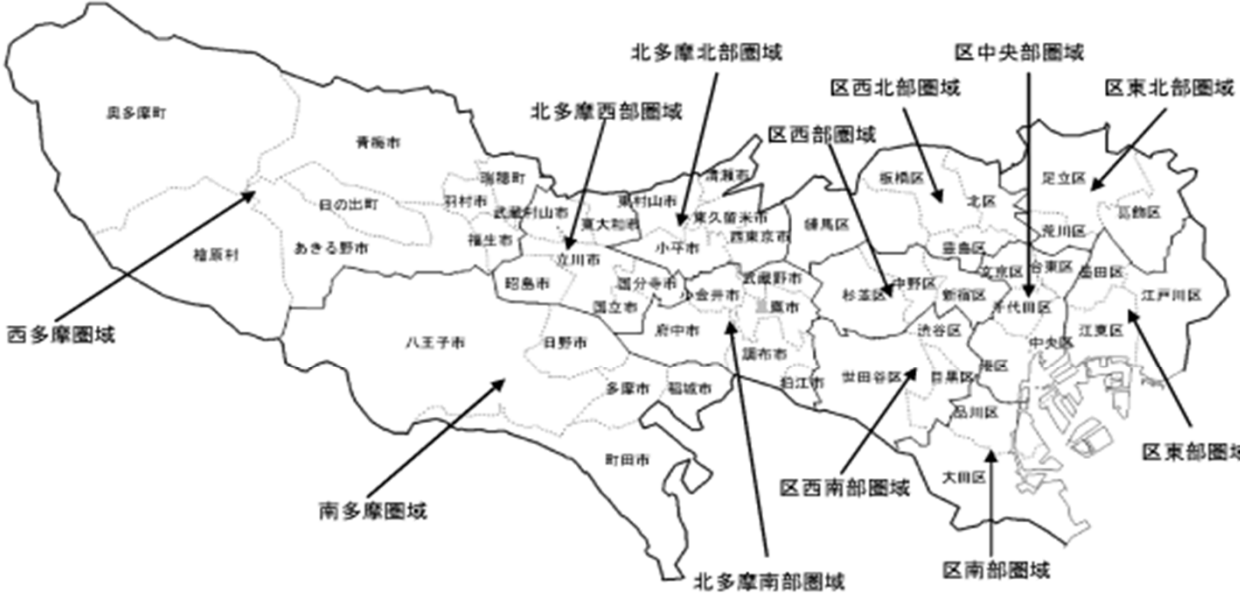 北多摩北部圏域
区中央部圏域
区西北部圏域
区東北部圏域
北多摩西部圏域
区西部圏域
奥多摩町
青梅市
瑞穂町
清瀬市
板橋区
足立区
日の出町
羽村市
武蔵村山市
東村山市
北区
葛飾区
東大和市
東久留米市
練馬区
荒川区
檜原村
あきる野市
福生市
小平市
西東京市
豊島区
立川市
文京区
台東区
墨田区
昭島市
国分寺市
小金井市
武蔵野市
杉並区
中野区
新宿区
江戸川区
国立市
鷹市
千代田区
西多摩圏域
八王子市
日野市
府中市
渋谷区
江東区
中央区
調布市
港区
多摩市
稲城市
狛江市
世田谷区
目黒区
品川区
町田市
区東部圏域
大田区
区西南部圏域
南多摩圏域
北多摩南部圏域
区南部圏域